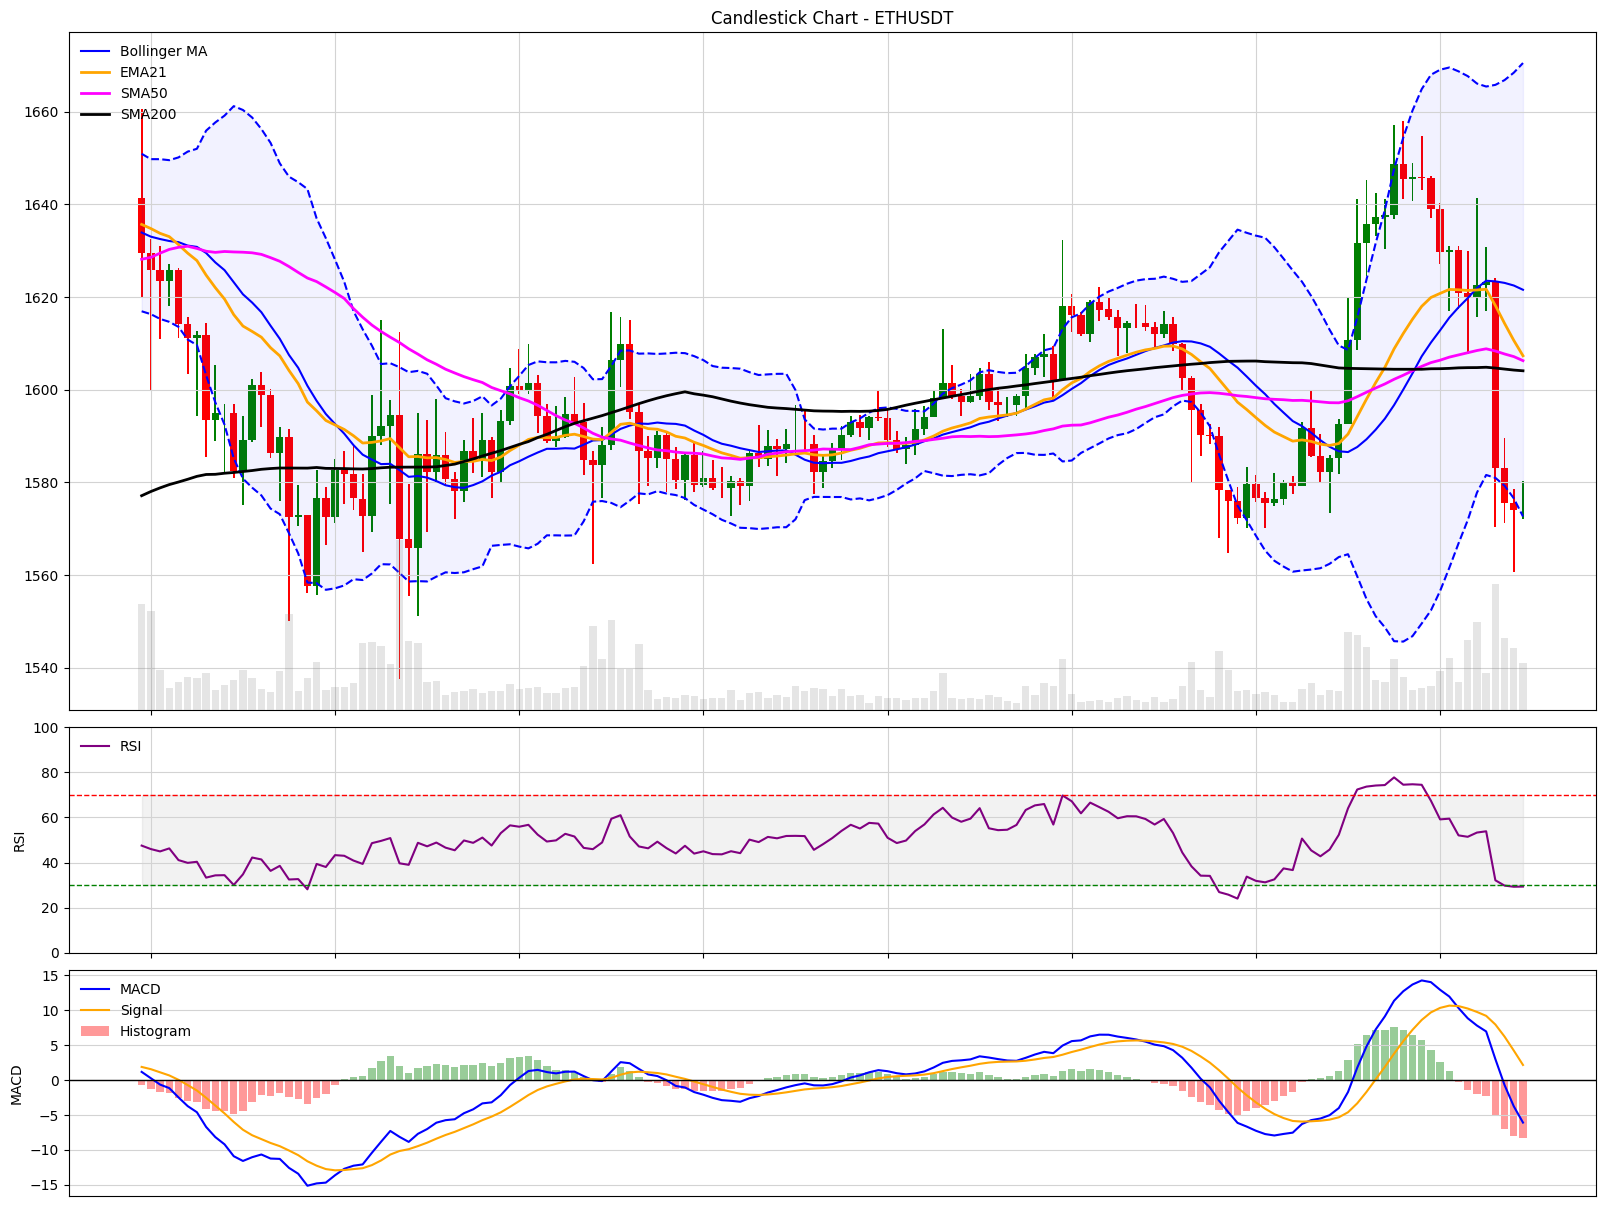 Candlestick Chart - ETHUSDT
Bollinger MA
EMA21
SMA50
SMA200
1660
1640
1620
1600
1580
1560
1540
RSI
100
80
60
40
20
0
RSI
MACD
Signal
Histogram
15
10
5
0
−5
−10
−15
MACD